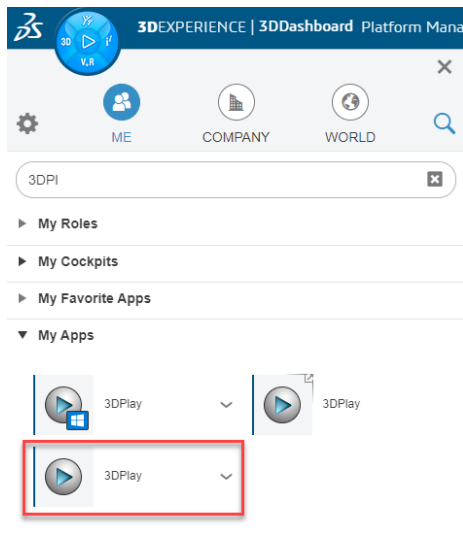 3DEXPERIENCE | 3DDashboard Platform Mana
3D
V.R
ME
COMPANY
WORLD
3DPl
My Roles
My Cockpits
My Favorite Apps
My Apps
3DPlay
3DPlay
3DPlay